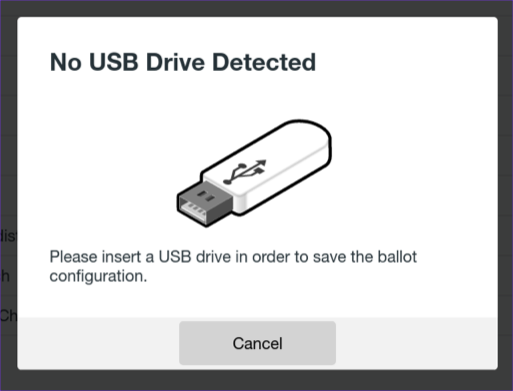 No USB Drive Detected
Please insert a USB drive in order to save the ballot
configuration.
Cancel